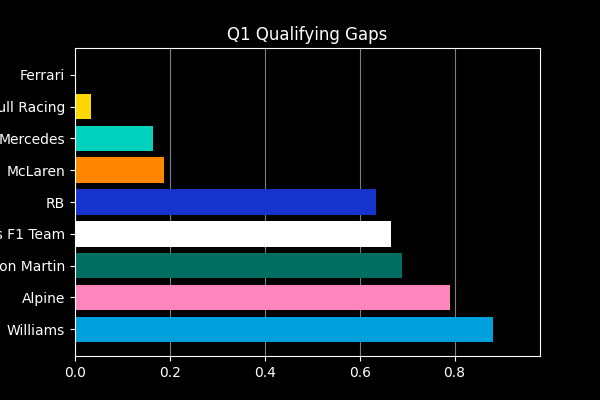 Q1 Qualifying Gaps
Ferrari
ull Racing
Mercedes
McLaren
RB
s F1 Team
on Martin
Alpine
Williams
0.0 0.2 0.4 0.6 0.8